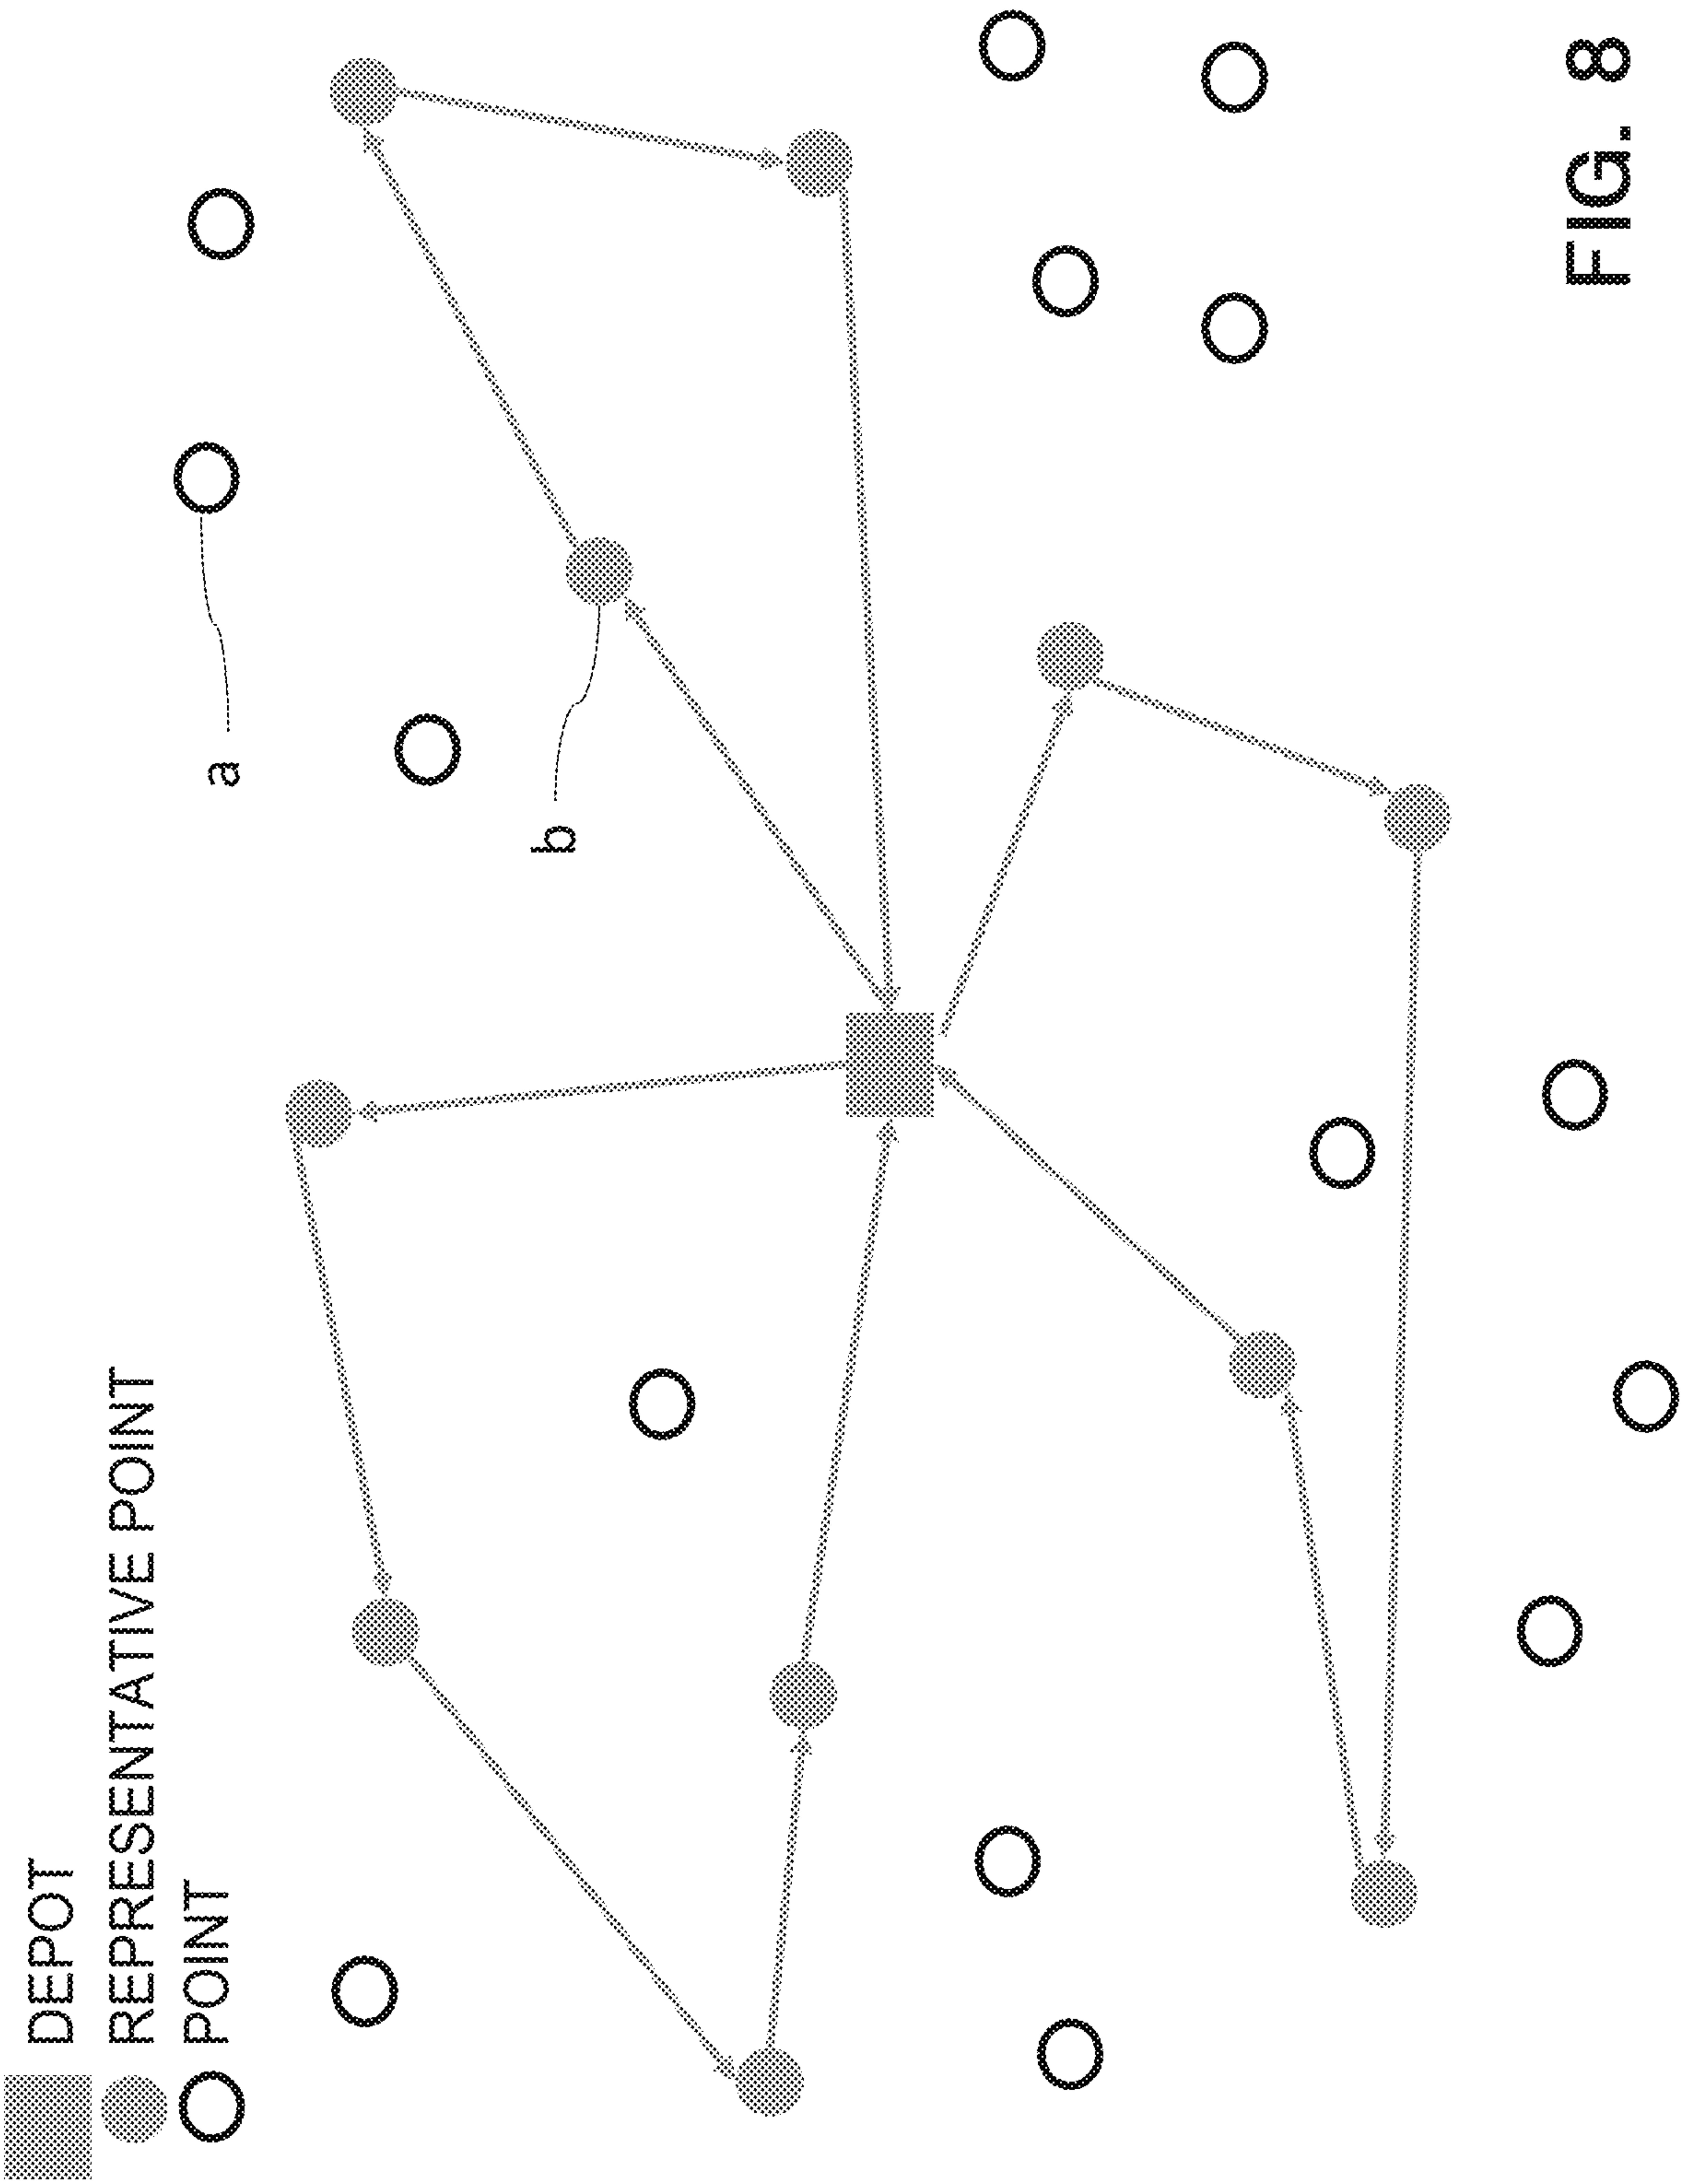 DEPOT
REPRESENTATIVE POINT
POINT
a
b
FIG. 8